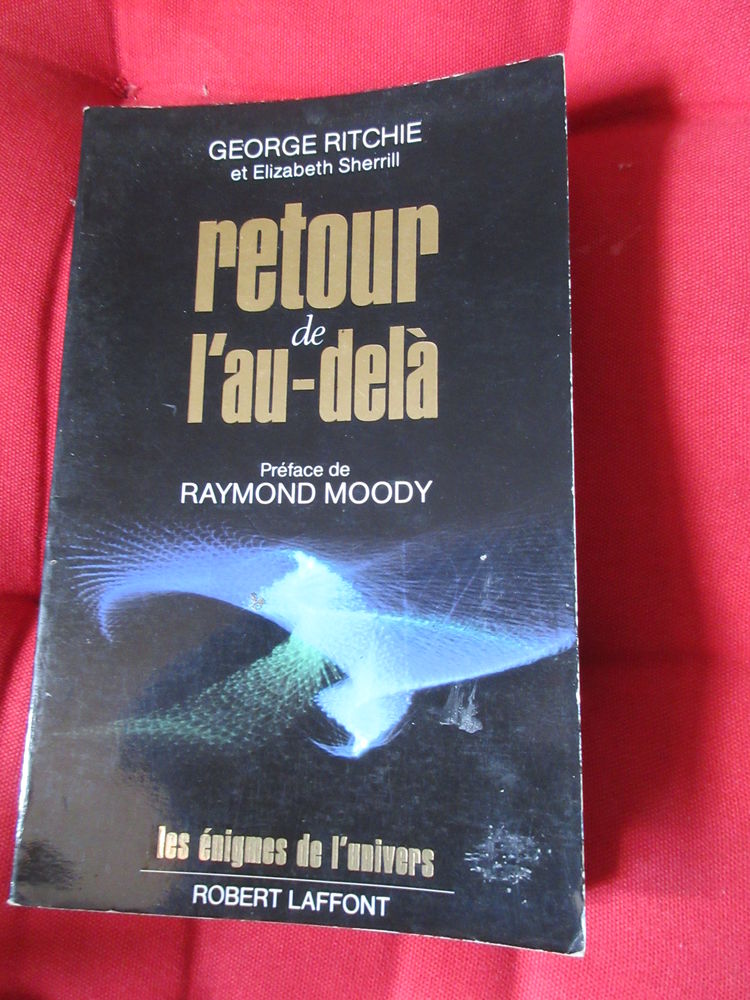 GEORGE RITCHIE
et Elizabeth Sherrill
retour
de
l'au-delà
Préface de
RAYMOND MOODY
les énigmes de l'univers
ROBERT LAFFONT